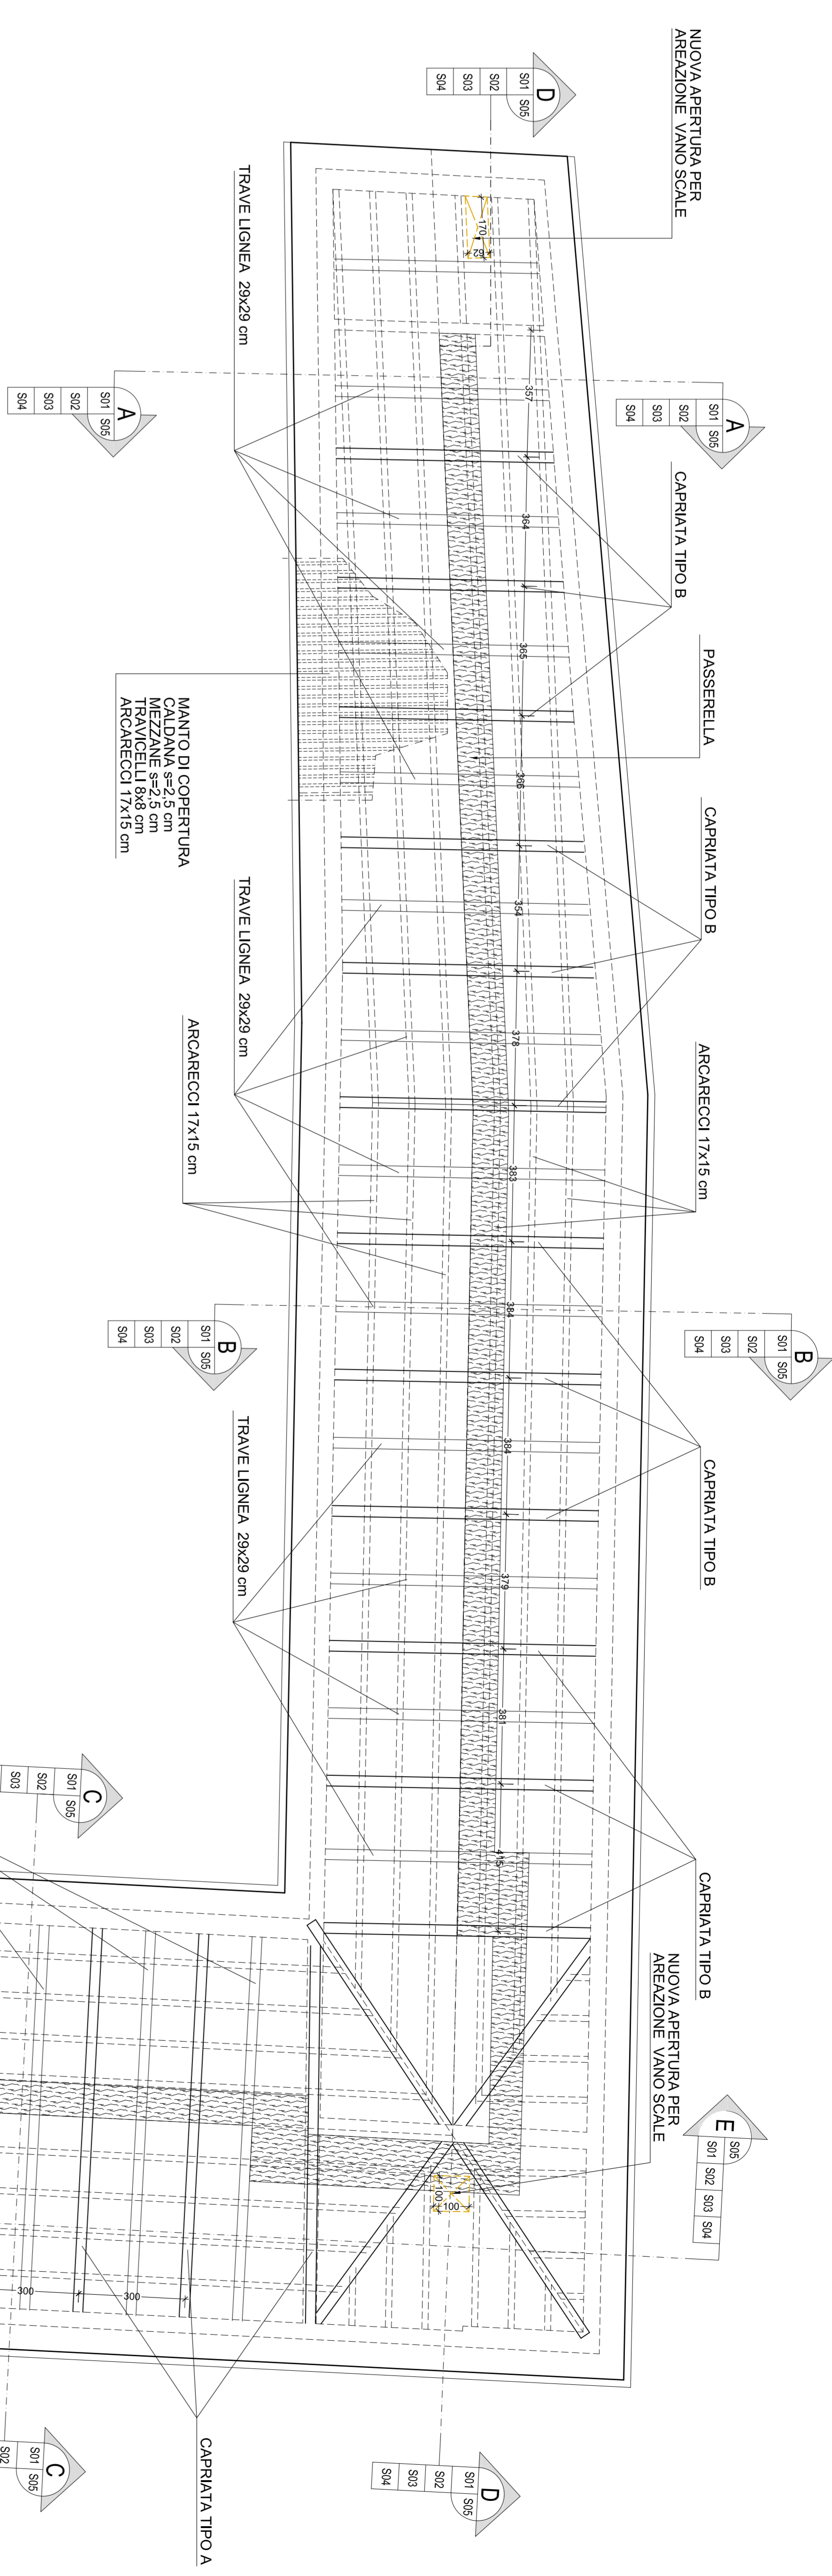 NUOVA APERTURA PER
AREAZIONE VANO SCALE
D
S01 S05
S02
S03
S04
170
62
TRAVE LIGNEA 29x29 cm
A
S01 S05
S02
S03
S04
A
S01 S05
S02
S03
S04
CAPRIATA TIPO B
PASSERELLA
CAPRIATA TIPO B
ARCARECCI 17x15 cm
357
364
365
366
354
378
383
384
384
379
381
415
MANTO DI COPERTURA
CALDANA s=2,5 cm
MEZZANE s=2,5 cm
TRAVICELLI 8x8 cm
ARCARECCI 17x15 cm
TRAVE LIGNEA 29x29 cm
ARCARECCI 17x15 cm
B
S01 S05
S02
S03
S04
B
S01 S05
S02
S03
S04
CAPRIATA TIPO B
TRAVE LIGNEA 29x29 cm
CAPRIATA TIPO B
NUOVA APERTURA PER
AREAZIONE VANO SCALE
C
S01 S05
S02
S03
E
S05
S01 S02 S03 S04
100
100
300
300
CAPRIATA TIPO A
C
S01 S05
S02
D
S01 S05
S02
S03
S04